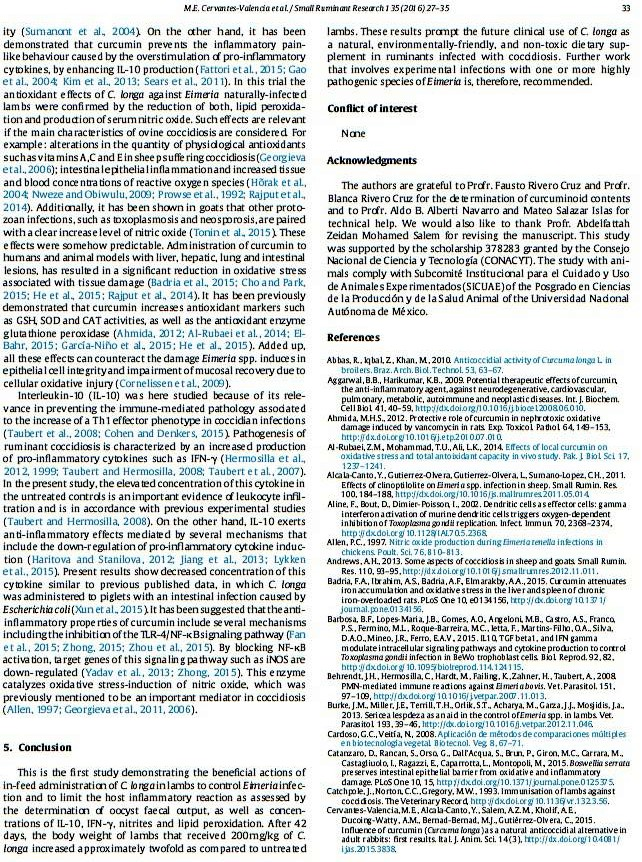 M.E. Cervantes-Valencia et al. / Small Ruminant Research 135 (2016) 27–35
33
ity (Sumanont et al., 2004). On the other hand, it has been
demonstrated that curcumin prevents the inflammatory pain-
like behaviour caused by the overstimulation of pro-inflammatory
cytokines, by enhancing IL-10 production (Fattori et al., 2015; Gao
et al., 2004; Kim et al., 2013; Sears et al., 2011). In this trial the
antioxidant effects of C. longa against Eimeria naturally-infected
lambs were confirmed by the reduction of both, lipid peroxida-
tion and production of serum nitric oxide. Such effects are relevant
if the main characteristics of ovine coccidiosis are considered. For
example: alterations in the quantity of physiological antioxidants
such as vitamins A, C and E in sheep suffering coccidiosis (Georgieva
et al., 2006); intestinal epithelial inflammation and increased tissue
and blood concentrations of reactive oxygen species (Hõrak et al.,
2004; Nweze and Obiwulu, 2009; Prowse et al., 1992; Rajput et al.,
2014). Additionally, it has been shown in goats that other proto-
zoan infections, such as toxoplasmosis and neosporosis, are paired
with a clear increase level of nitric oxide (Tonin et al., 2015). These
effects were somehow predictable. Administration of curcumin to
humans and animal models with liver, hepatic, lung and intestinal
lesions, has resulted in a significant reduction in oxidative stress
associated with tissue damage (Badria et al., 2015; Cho and Park,
2015; He et al., 2015; Rajput et al., 2014). It has been previously
demonstrated that curcumin increases antioxidant markers such
as GSH, SOD and CAT activities, as well as the antioxidant enzyme
glutathione peroxidase (Ahmida, 2012; Al-Rubaei et al., 2014; El-
Bahr, 2015; García-Niño et al., 2015; He et al., 2015). Added up,
all these effects can counteract the damage Eimeria spp. induces in
epithelial cell integrity and impairment of mucosal recovery due to
cellular oxidative injury (Cornelissen et al., 2009).
Interleukin-10 (IL-10) was here studied because of its rele-
vance in preventing the immune-mediated pathology associated
to the increase of a Th1 effector phenotype in coccidian infections
(Taubert et al., 2008; Cohen and Denkers, 2015). Pathogenesis of
ruminant coccidiosis is characterized by an increased production
of pro-inflammatory cytokines such as IFN-γ (Hermosilla et al.,
2012, 1999; Taubert and Hermosilla, 2008; Taubert et al., 2007).
In the present study, the elevated concentration of this cytokine in
the untreated controls is an important evidence of leukocyte infil-
tration and is in accordance with previous experimental studies
(Taubert and Hermosilla, 2008). On the other hand, IL-10 exerts
anti-inflammatory effects mediated by several mechanisms that
include the down-regulation of pro-inflammatory cytokine induc-
tion (Haritova and Stanilova, 2012; Jiang et al., 2013; Lykken
et al., 2015). Present results show decreased concentration of this
cytokine similar to previous published data, in which C. longa
was administered to piglets with an intestinal infection caused by
Escherichia coli (Xun et al., 2015). It has been suggested that the anti-
inflammatory properties of curcumin include several mechanisms
including the inhibition of the TLR-4/NF-κB signaling pathway (Fan
et al., 2015; Zhong, 2015; Zhou et al., 2015). By blocking NF-κB
activation, target genes of this signaling pathway such as iNOS are
down-regulated (Yadav et al., 2013; Zhong, 2015). This enzyme
catalyzes oxidative stress-induction of nitric oxide, which was
previously mentioned to be an important mediator in coccidiosis
(Allen, 1997; Georgieva et al., 2011, 2006).
5. Conclusion
This is the first study demonstrating the beneficial actions of
in-feed administration of C. longa in lambs to control Eimeria infec-
tion and to limit the host inflammatory reaction as assessed by
the determination of oocyst faecal output, as well as concen-
trations of IL-10, IFN-γ, nitrites and lipid peroxidation. After 42
days, the body weight of lambs that received 200 mg/kg of C.
longa increased approximately twofold as compared to untreated
lambs. These results prompt the future clinical use of C. longa as
a natural, environmentally-friendly, and non-toxic dietary sup-
plement in ruminants infected with coccidiosis. Further work
that involves experimental infections with one or more highly
pathogenic species of Eimeria is, therefore, recommended.
Conflict of interest
None
Acknowledgments
The authors are grateful to Profr. Fausto Rivero Cruz and Profr.
Blanca Rivero Cruz for the determination of curcuminoid contents
and to Profr. Aldo B. Alberti Navarro and Mateo Salazar Islas for
technical help. We would also like to thank Profr. Abdelfattah
Zeidan Mohamed Salem for revising the manuscript. This study
was supported by the scholarship 378283 granted by the Consejo
Nacional de Ciencia y Tecnología (CONACYT). The study with ani-
mals comply with Subcomité Institucional para el Cuidado y Uso
de Animales Experimentados (SICUAE) of the Posgrado en Ciencias
de la Producción y de la Salud Animal of the Universidad Nacional
Autónoma de México.
References
Abbas, R., Iqbal, Z., Khan, M., 2010. Anticoccidial activity of Curcuma longa L. in
broilers. Braz. Arch. Biol. Technol. 53, 63–67.
Aggarwal, B.B., Harikumar, K.B., 2009. Potential therapeutic effects of curcumin,
the anti-inflammatory agent, against neurodegenerative, cardiovascular,
pulmonary, metabolic, autoimmune and neoplastic diseases. Int. J. Biochem.
Cell Biol. 41, 40–59, http://dx.doi.org/10.1016/j.biocel.2008.06.010.
Ahmida, M.H.S., 2012. Protective role of curcumin in nephrotoxic oxidative
damage induced by vancomycin in rats. Exp. Toxicol. Pathol. 64, 149–153,
http://dx.doi.org/10.1016/j.etp.2010.07.010.
Al-Rubaei, Z.M., Mohammad, T.U., Ali, L.K., 2014. Effects of local curcumin on
oxidative stress and total antioxidant capacity in vivo study. Pak. J. Biol. Sci. 17,
1237–1241.
Alcala-Canto, Y., Gutierrez-Olvera, Gutierrez-Olvera, L., Sumano-Lopez, C.H., 2011.
Effects of clinoptilolite on Eimeria spp. infection in sheep. Small Rumin. Res.
100, 184–188, http://dx.doi.org/10.1016/j.smallrumres.2011.05.014.
Aline, F., Bout, D., Dimier-Poisson, I., 2002. Dendritic cells as effector cells: gamma
interferon activation of murine dendritic cells triggers oxygen-dependent
inhibition of Toxoplasma gondii replication. Infect. Immun. 70, 2368–2374,
http://dx.doi.org/10.1128/IAI.70.5.2368.
Allen, P.C., 1997. Nitric oxide production during Eimeria tenella infections in
chickens. Poult. Sci. 76, 810–813.
Andrews, A.H., 2013. Some aspects of coccidiosis in sheep and goats. Small Rumin.
Res. 110, 93–95, http://dx.doi.org/10.1016/j.smallrumres.2012.11.011.
Badria, F.A., Ibrahim, A.S., Badria, A.F., Elmarakby, A.A., 2015. Curcumin attenuates
iron accumulation and oxidative stress in the liver and spleen of chronic
iron-overloaded rats. PLoS One 10, e0134156, http://dx.doi.org/10.1371/
journal.pone.0134156.
Barbosa, B.F., Lopes-Maria, J.B., Gomes, A.O., Angeloni, M.B., Castro, A.S., Franco,
P.S., Fermino, M.L., Roque-Barreira, M.C., Ietta, F., Martins-Filho, O.A., Silva,
D.A.O., Mineo, J.R., Ferro, E.A.V., 2015. IL10, TGF beta1, and IFN gamma
modulate intracellular signaling pathways and cytokine production to control
Toxoplasma gondii infection in BeWo trophoblast cells. Biol. Reprod. 92, 82,
http://dx.doi.org/10.1095/biolreprod.114.124115.
Behrendt, J.H., Hermosilla, C., Hardt, M., Failing, K., Zahner, H., Taubert, A., 2008.
PMN-mediated immune reactions against Eimeria bovis. Vet. Parasitol. 151,
97–109, http://dx.doi.org/10.1016/j.vetpar.2007.11.013.
Burke, J.M., Miller, J.E., Terrill, T.H., Orlik, S.T., Acharya, M., Garza, J.J., Mosjidis, J.a.,
2013. Sericea lespdeza as an aid in the control of Emeria spp. in lambs. Vet.
Parasitol. 193, 39–46, http://dx.doi.org/10.1016/j.vetpar.2012.11.046.
Cardoso, G.C., Veitía, N., 2008. Aplicación de métodos de comparaciones múltiples
en biotecnología vegetal. Biotecnol. Veg. 8, 67–71.
Catanzaro, D., Rancan, S., Orso, G., Dall'Acqua, S., Brun, P., Giron, M.C., Carrara, M.,
Castagliuolo, I., Ragazzi, E., Caparrotta, L., Montopoli, M., 2015. Boswellia serrata
preserves intestinal epithelial barrier from oxidative and inflammatory
damage. PLoS One 10, 15, http://dx.doi.org/10.1371/journal.pone.0125375.
Catchpole, J., Norton, C.C., Gregory, M.W., 1993. Immunisation of lambs against
coccidiosis. The Veterinary Record, http://dx.doi.org/10.1136/vr.132.3.56.
Cervantes-Valencia, M.E., Alcala-Canto, Y., Salem, A.Z.M., Kholif, A.E.,
Ducoing-Watty, A.M., Bernad-Bernad, M.J., Gutiérrez-Olvera, C., 2015.
Influence of curcumin (Curcuma longa) as a natural anticoccidial alternative in
adult rabbits: first results. Ital. J. Anim. Sci. 14 (3), http://dx.doi.org/10.4081/
ijas.2015.3838.